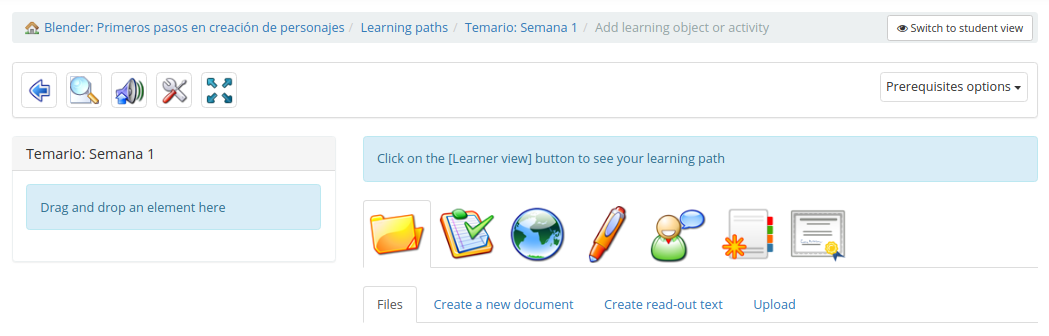 Blender: Primeros pasos en creación de personajes / Learning paths / Temario: Semana 1 / Add learning object or activity
Switch to student view
Prerequisites options
Temario: Semana 1
Drag and drop an element here
Click on the [Learner view] button to see your learning path
Files Create a new document Create read-out text Upload